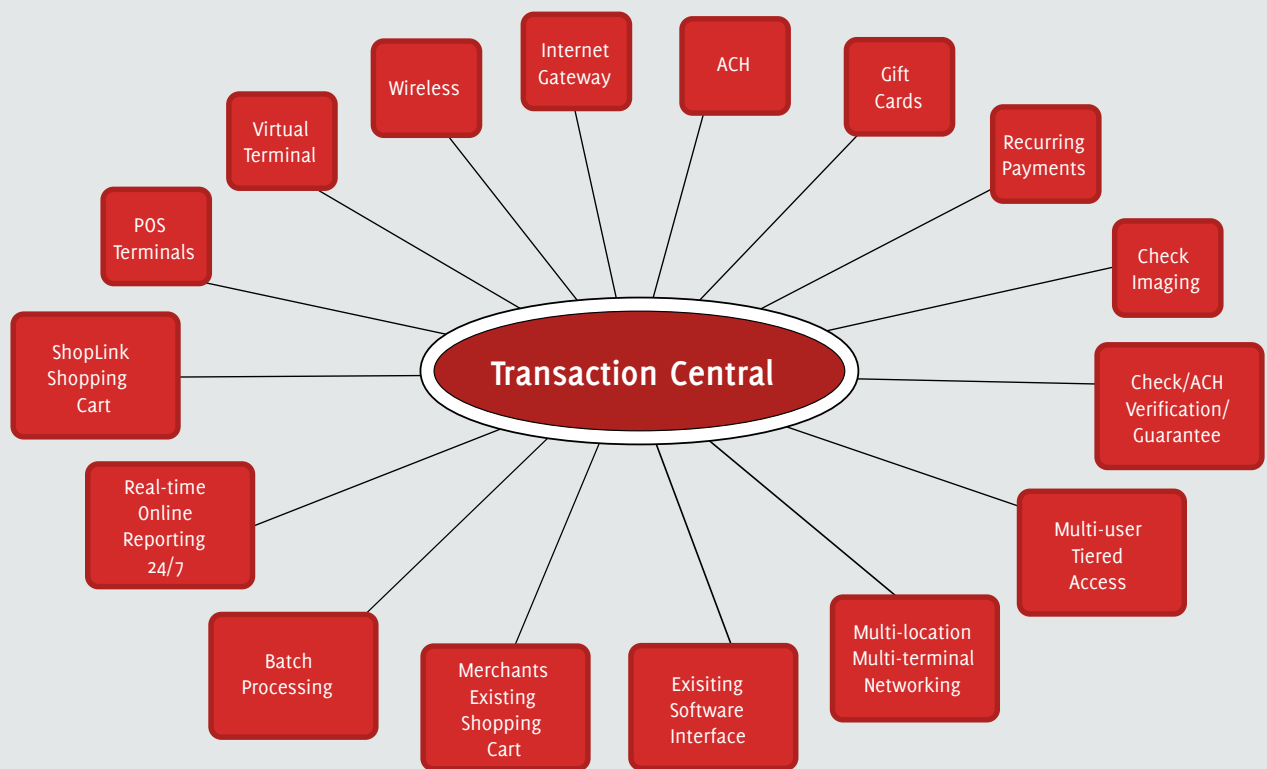 Internet
Gateway
ACH
Gift
Cards
Wireless
Virtual
Terminal
Recurring
Payments
POS
Terminals
Check
Imaging
ShopLink
Shopping
Cart
Transaction Central
Check/ACH
Verification/
Guarantee
Real-time
Online
Reporting
24/7
Multi-user
Tiered
Access
Batch
Processing
Merchants
Existing
Shopping
Cart
Exisiting
Software
Interface
Multi-location
Multi-terminal
Networking